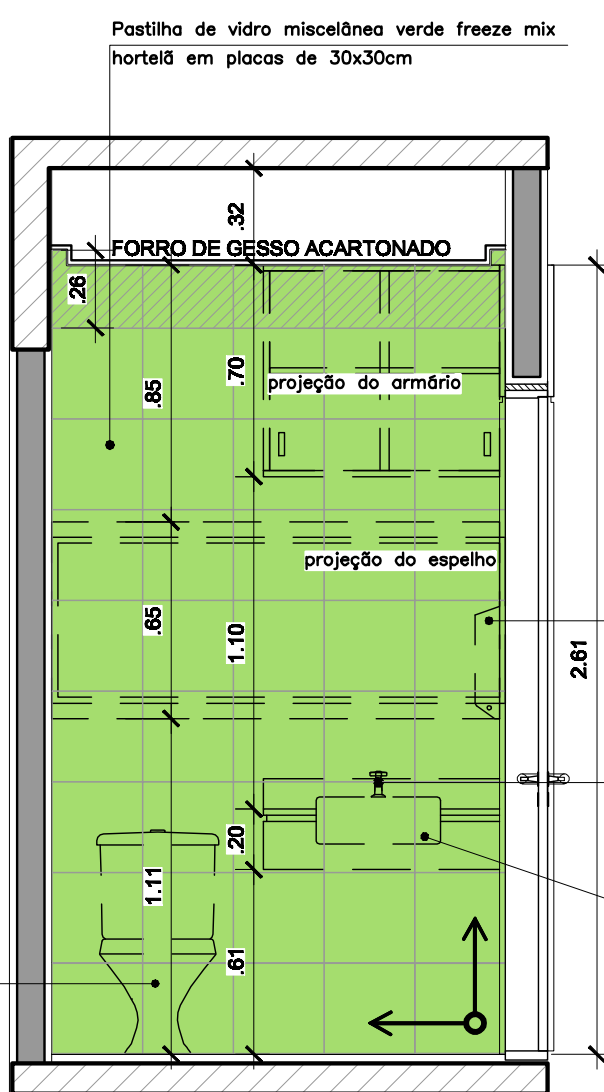 Pastilha de vidro miscelânea verde freeze mix
hortelã em placas de 30x30cm
.32
FORRO DE GESSO ACARTONADO
.26
.70
.85
projeção do armário
projeção do espelho
.65
1.10
2.61
.20
1.11
.61